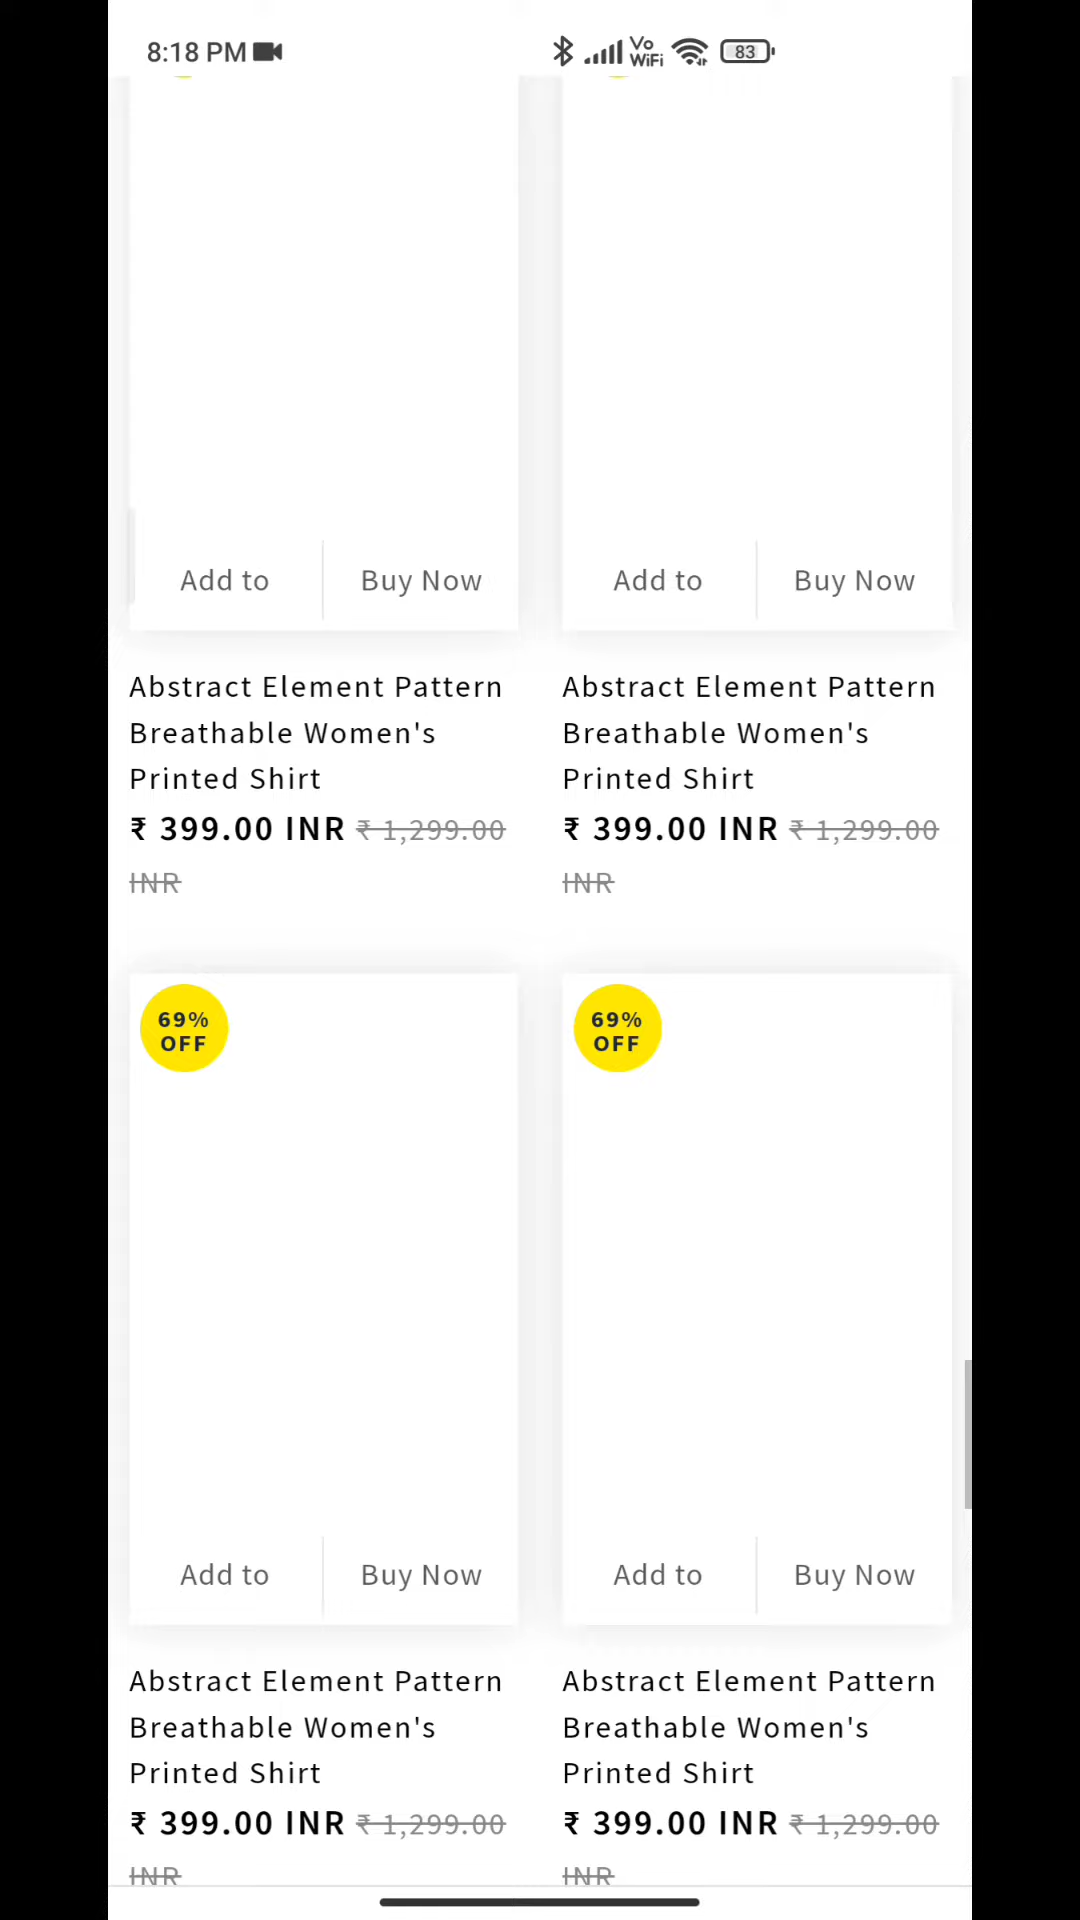 8:18 PM
Vo
WiFi
83
Add to Buy Now
Add to Buy Now
Abstract Element Pattern
Breathable Women's
Printed Shirt
₹ 399.00 INR ₹ 1,299.00
INR
Abstract Element Pattern
Breathable Women's
Printed Shirt
₹ 399.00 INR ₹ 1,299.00
INR
69%
OFF
69%
OFF
Add to Buy Now
Add to Buy Now
Abstract Element Pattern
Breathable Women's
Printed Shirt
₹ 399.00 INR ₹ 1,299.00
INR
Abstract Element Pattern
Breathable Women's
Printed Shirt
₹ 399.00 INR ₹ 1,299.00
INR